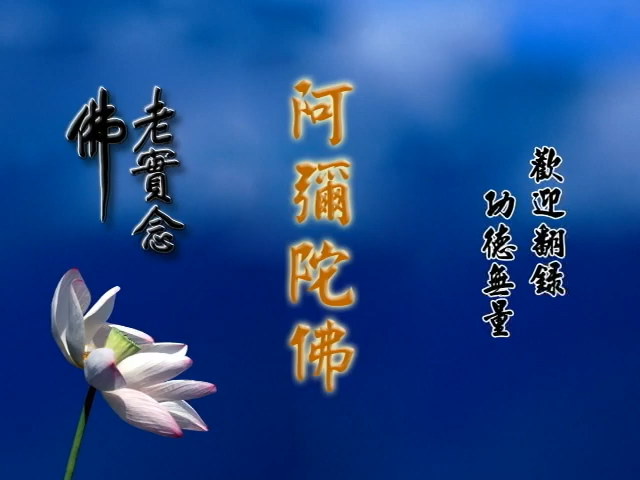 歡迎翻録
功德無量
阿彌陀佛
老實念
佛